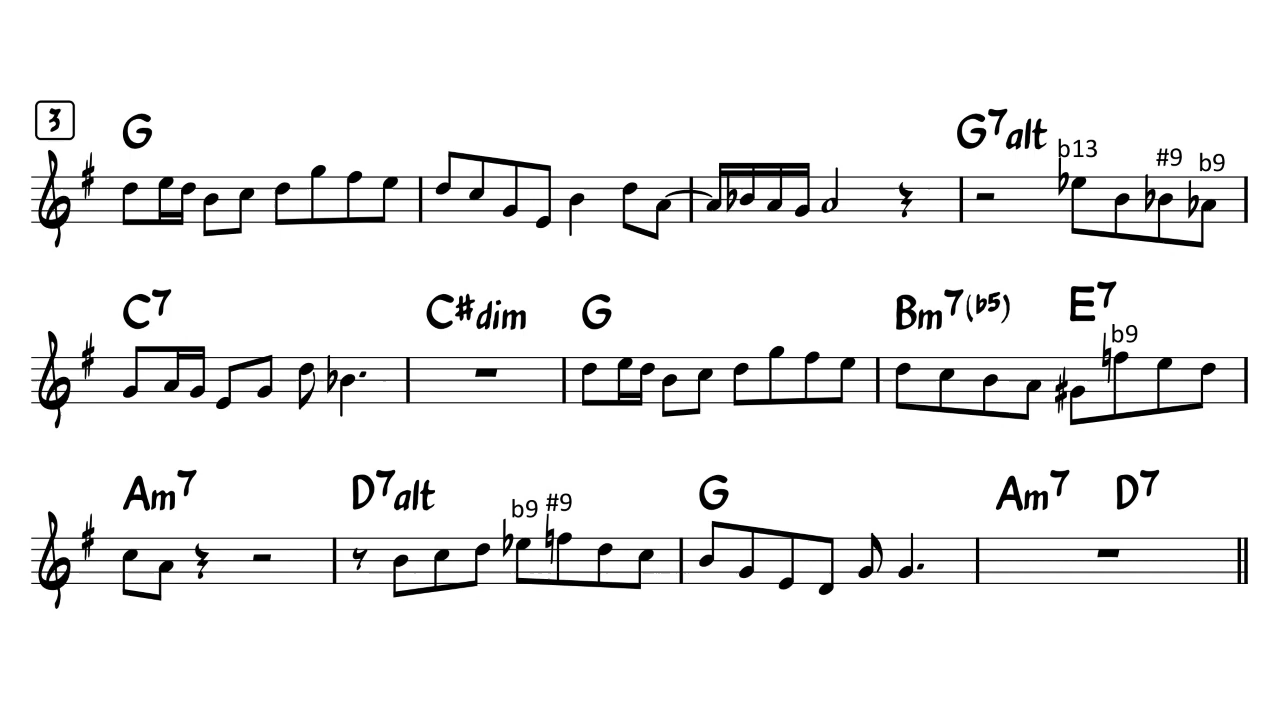 3
G G7alt
b13 #9 b9
C7 C#dim G Bm7(b5) E7
b9
Am7 D7alt G Am7 D7
b9 #9